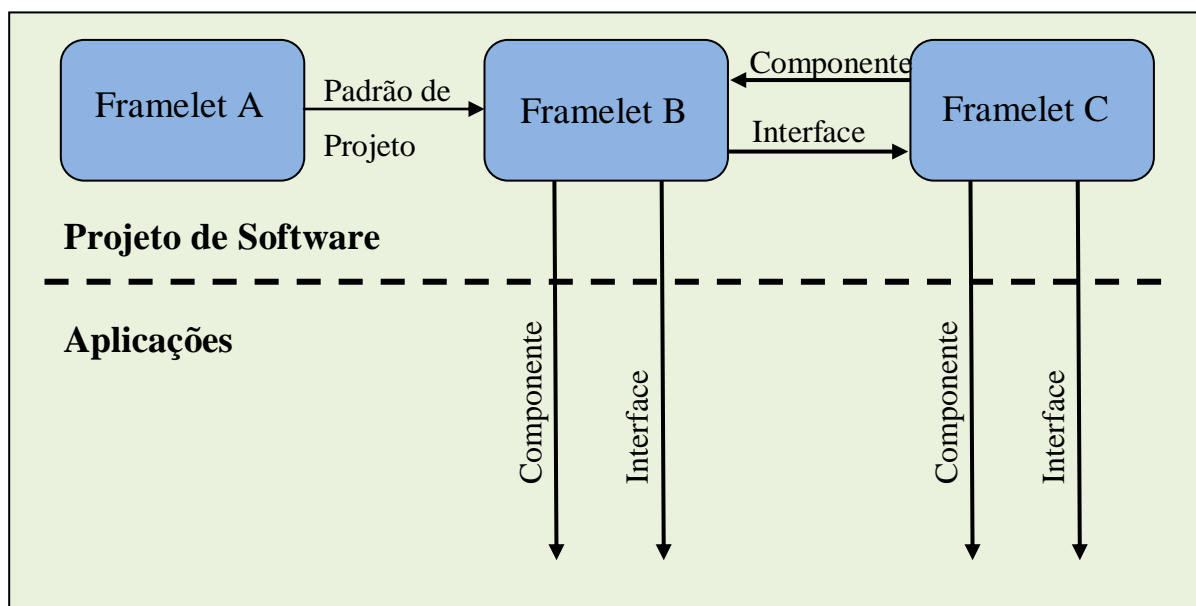 Framelet A
Padrão de
Projeto
Framelet B
Componente
Interface
Framelet C
Projeto de Software
Aplicações
Componente
Interface
Componente
Interface